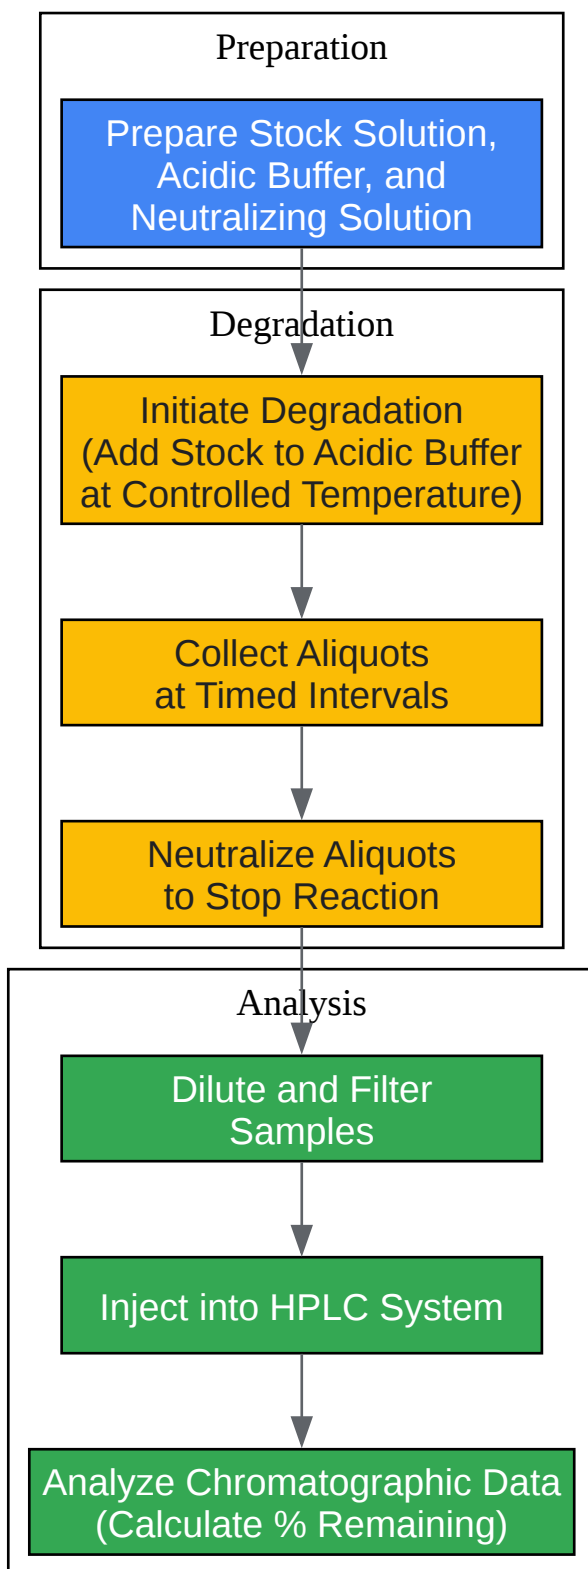 Preparation
Prepare Stock Solution,
Acidic Buffer, and
Neutralizing Solution
Degradation
Initiate Degradation
(Add Stock to Acidic Buffer
at Controlled Temperature)
Collect Aliquots
at Timed Intervals
Neutralize Aliquots
to Stop Reaction
Analysis
Dilute and Filter
Samples
Inject into HPLC System
Analyze Chromatographic Data
(Calculate % Remaining)